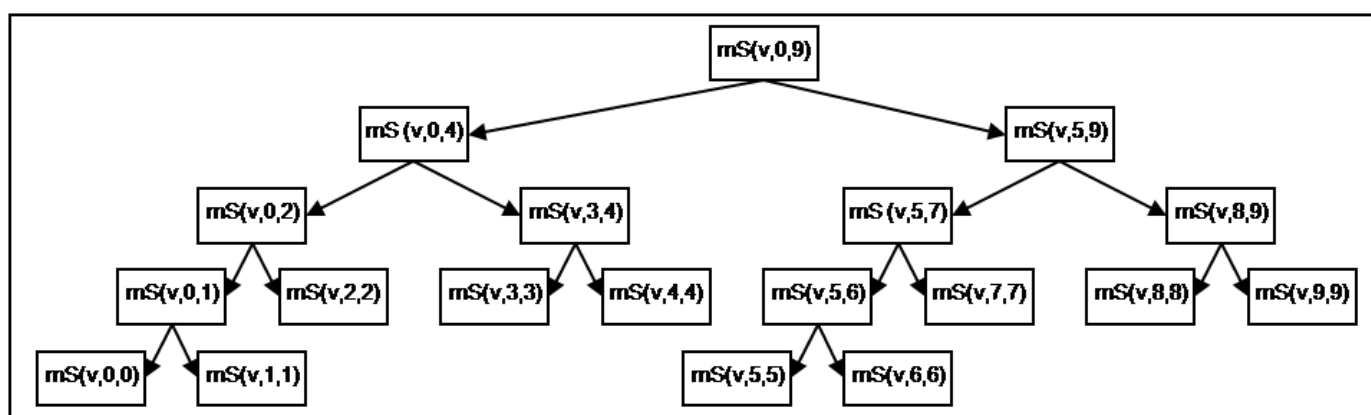 mS(v,0,9)
mS (v,0,4) mS(v,5,9)
mS(v,0,2) mS(v,3,4) mS (v,5,7) mS(v,8,9)
mS(v,0,1) mS(v,2,2) mS(v,3,3) mS(v,4,4) mS(v,5,6) mS(v,7,7) mS(v,8,8) mS(v,9,9)
mS(v,0,0) mS(v,1,1) mS(v,5,5) mS(v,6,6)